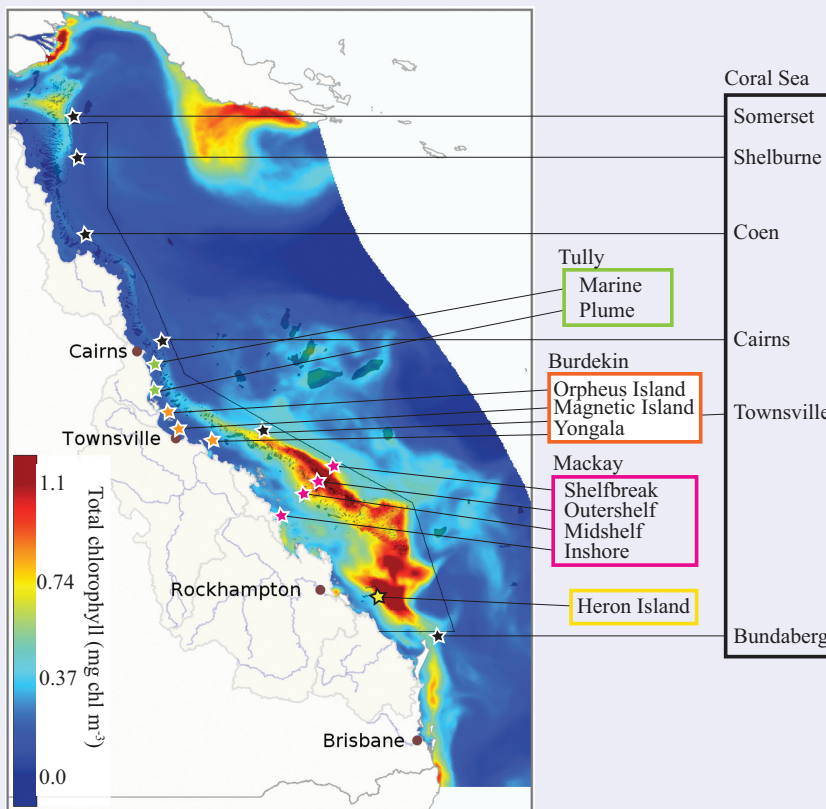 Coral Sea
Somerset
Shelburne
Coen
Tully
Marine
Plume
Cairns
Cairns
Burdekin
Orpheus Island
Magnetic Island
Yongala
Townsville
Townsville
Mackay
Shelfbreak
Outershelf
Midshelf
Inshore
Rockhampton
Heron Island
Bundaberg
Brisbane
1.1
0.74
0.37
0.0
Total chlorophyll (mg chl m⁻³)